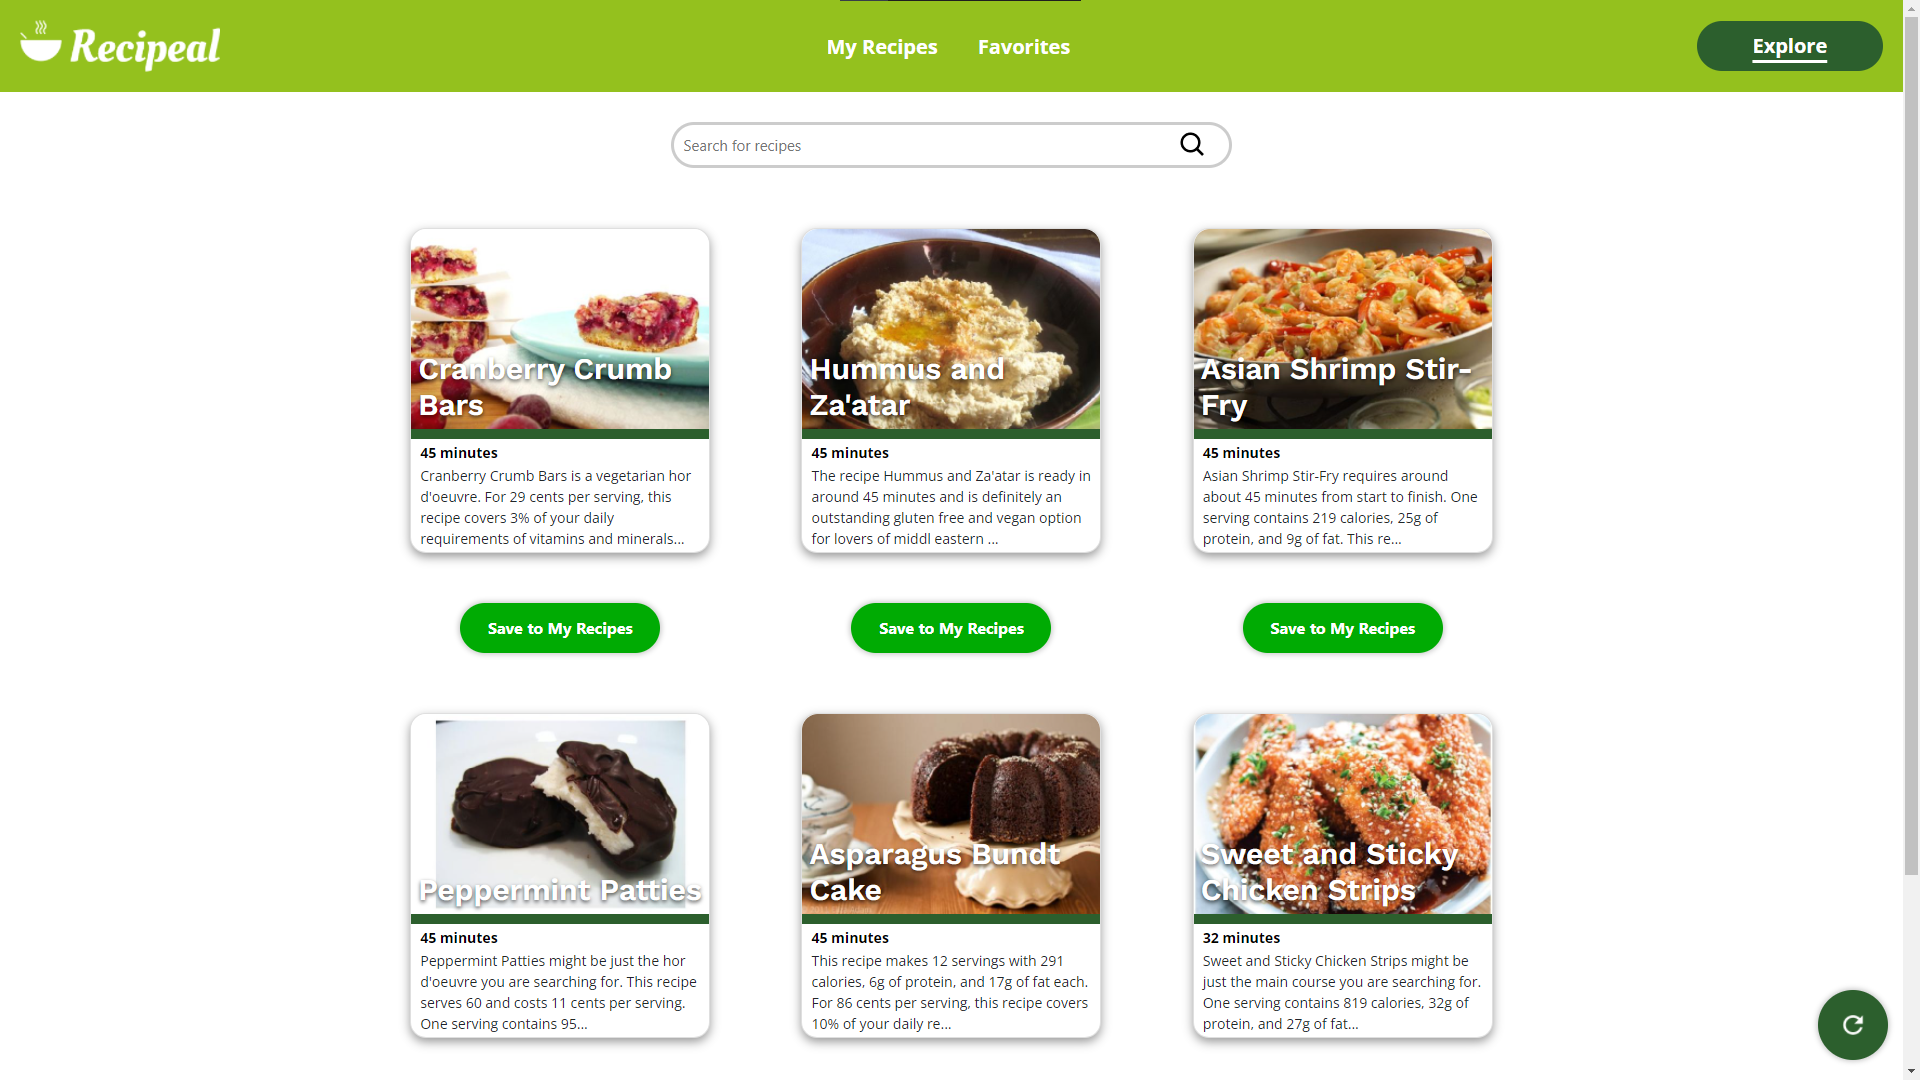 Recipeal
My Recipes
Favorites
Explore
Search for recipes
Cranberry Crumb
Bars
45 minutes
Cranberry Crumb Bars is a vegetarian hor
d'oeuvre. For 29 cents per serving, this
recipe covers 3% of your daily
requirements of vitamins and minerals...
Save to My Recipes
Hummus and
Za'atar
45 minutes
The recipe Hummus and Za'atar is ready in
around 45 minutes and is definitely an
outstanding gluten free and vegan option
for lovers of middl eastern ...
Save to My Recipes
Asian Shrimp Stir-
Fry
45 minutes
Asian Shrimp Stir-Fry requires around
about 45 minutes from start to finish. One
serving contains 219 calories, 25g of
protein, and 9g of fat. This re...
Save to My Recipes
Peppermint Patties
45 minutes
Peppermint Patties might be just the hor
d'oeuvre you are searching for. This recipe
serves 60 and costs 11 cents per serving.
One serving contains 95...
Asparagus Bundt
Cake
45 minutes
This recipe makes 12 servings with 291
calories, 6g of protein, and 17g of fat each.
For 86 cents per serving, this recipe covers
10% of your daily re...
Sweet and Sticky
Chicken Strips
32 minutes
Sweet and Sticky Chicken Strips might be
just the main course you are searching for.
One serving contains 819 calories, 32g of
protein, and 27g of fat...